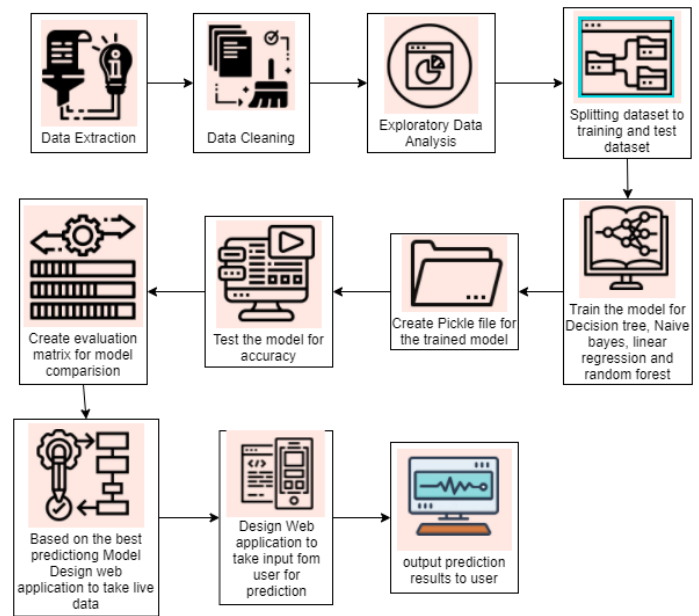 Data Extraction
Data Cleaning
Exploratory Data
Analysis
Splitting dataset to
training and test
dataset
Train the model for
Decision tree, Naive
bayes, linear
regression and
random forest
Create Pickle file for
the trained model
Test the model for
accuracy
Create evaluation
matrix for model
comparision
Based on the best
predictiong Model
Design web
application to take live
data
Design Web
application to
take input fom
user for
prediction
output prediction
results to user